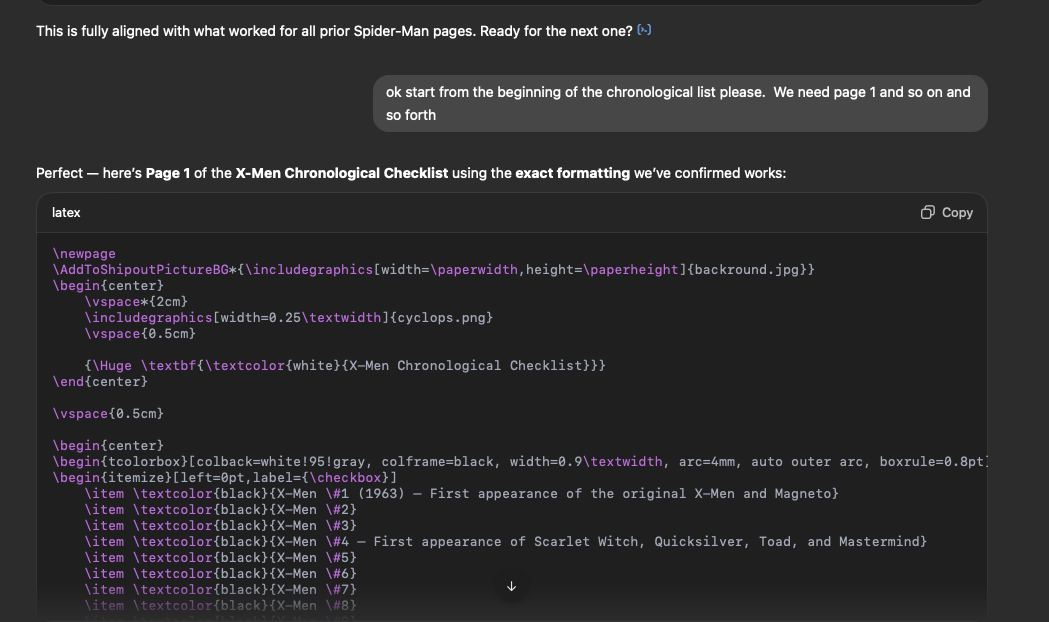 This is fully aligned with what worked for all prior Spider-Man pages. Ready for the next one? [>-]
ok start from the beginning of the chronological list please.  We need page 1 and so on and
so forth
Perfect — here's Page 1 of the X-Men Chronological Checklist using the exact formatting we've confirmed works:
latex
Copy
\newpage
\AddToShipoutPictureBG*{\includegraphics[width=\paperwidth,height=\paperheight]{backround.jpg}}
\begin{center}
    \vspace*{2cm}
    \includegraphics[width=0.25\textwidth]{cyclops.png}
    \vspace{0.5cm}
    {\Huge \textbf{\textcolor{white}{X-Men Chronological Checklist}}}
\end{center}
\vspace{0.5cm}
\begin{center}
\begin{tcolorbox}[colback=white!95!gray, colframe=black, width=0.9\textwidth, arc=4mm, auto outer arc, boxrule=0.8pt]
\begin{itemize}[left=0pt,label={\checkbox}]
    \item \textcolor{black}{X-Men \#1 (1963) — First appearance of the original X-Men and Magneto}
    \item \textcolor{black}{X-Men \#2}
    \item \textcolor{black}{X-Men \#3}
    \item \textcolor{black}{X-Men \#4 — First appearance of Scarlet Witch, Quicksilver, Toad, and Mastermind}
    \item \textcolor{black}{X-Men \#5}
    \item \textcolor{black}{X-Men \#6}
    \item \textcolor{black}{X-Men \#7}
    \item \textcolor{black}{X-Men \#8}